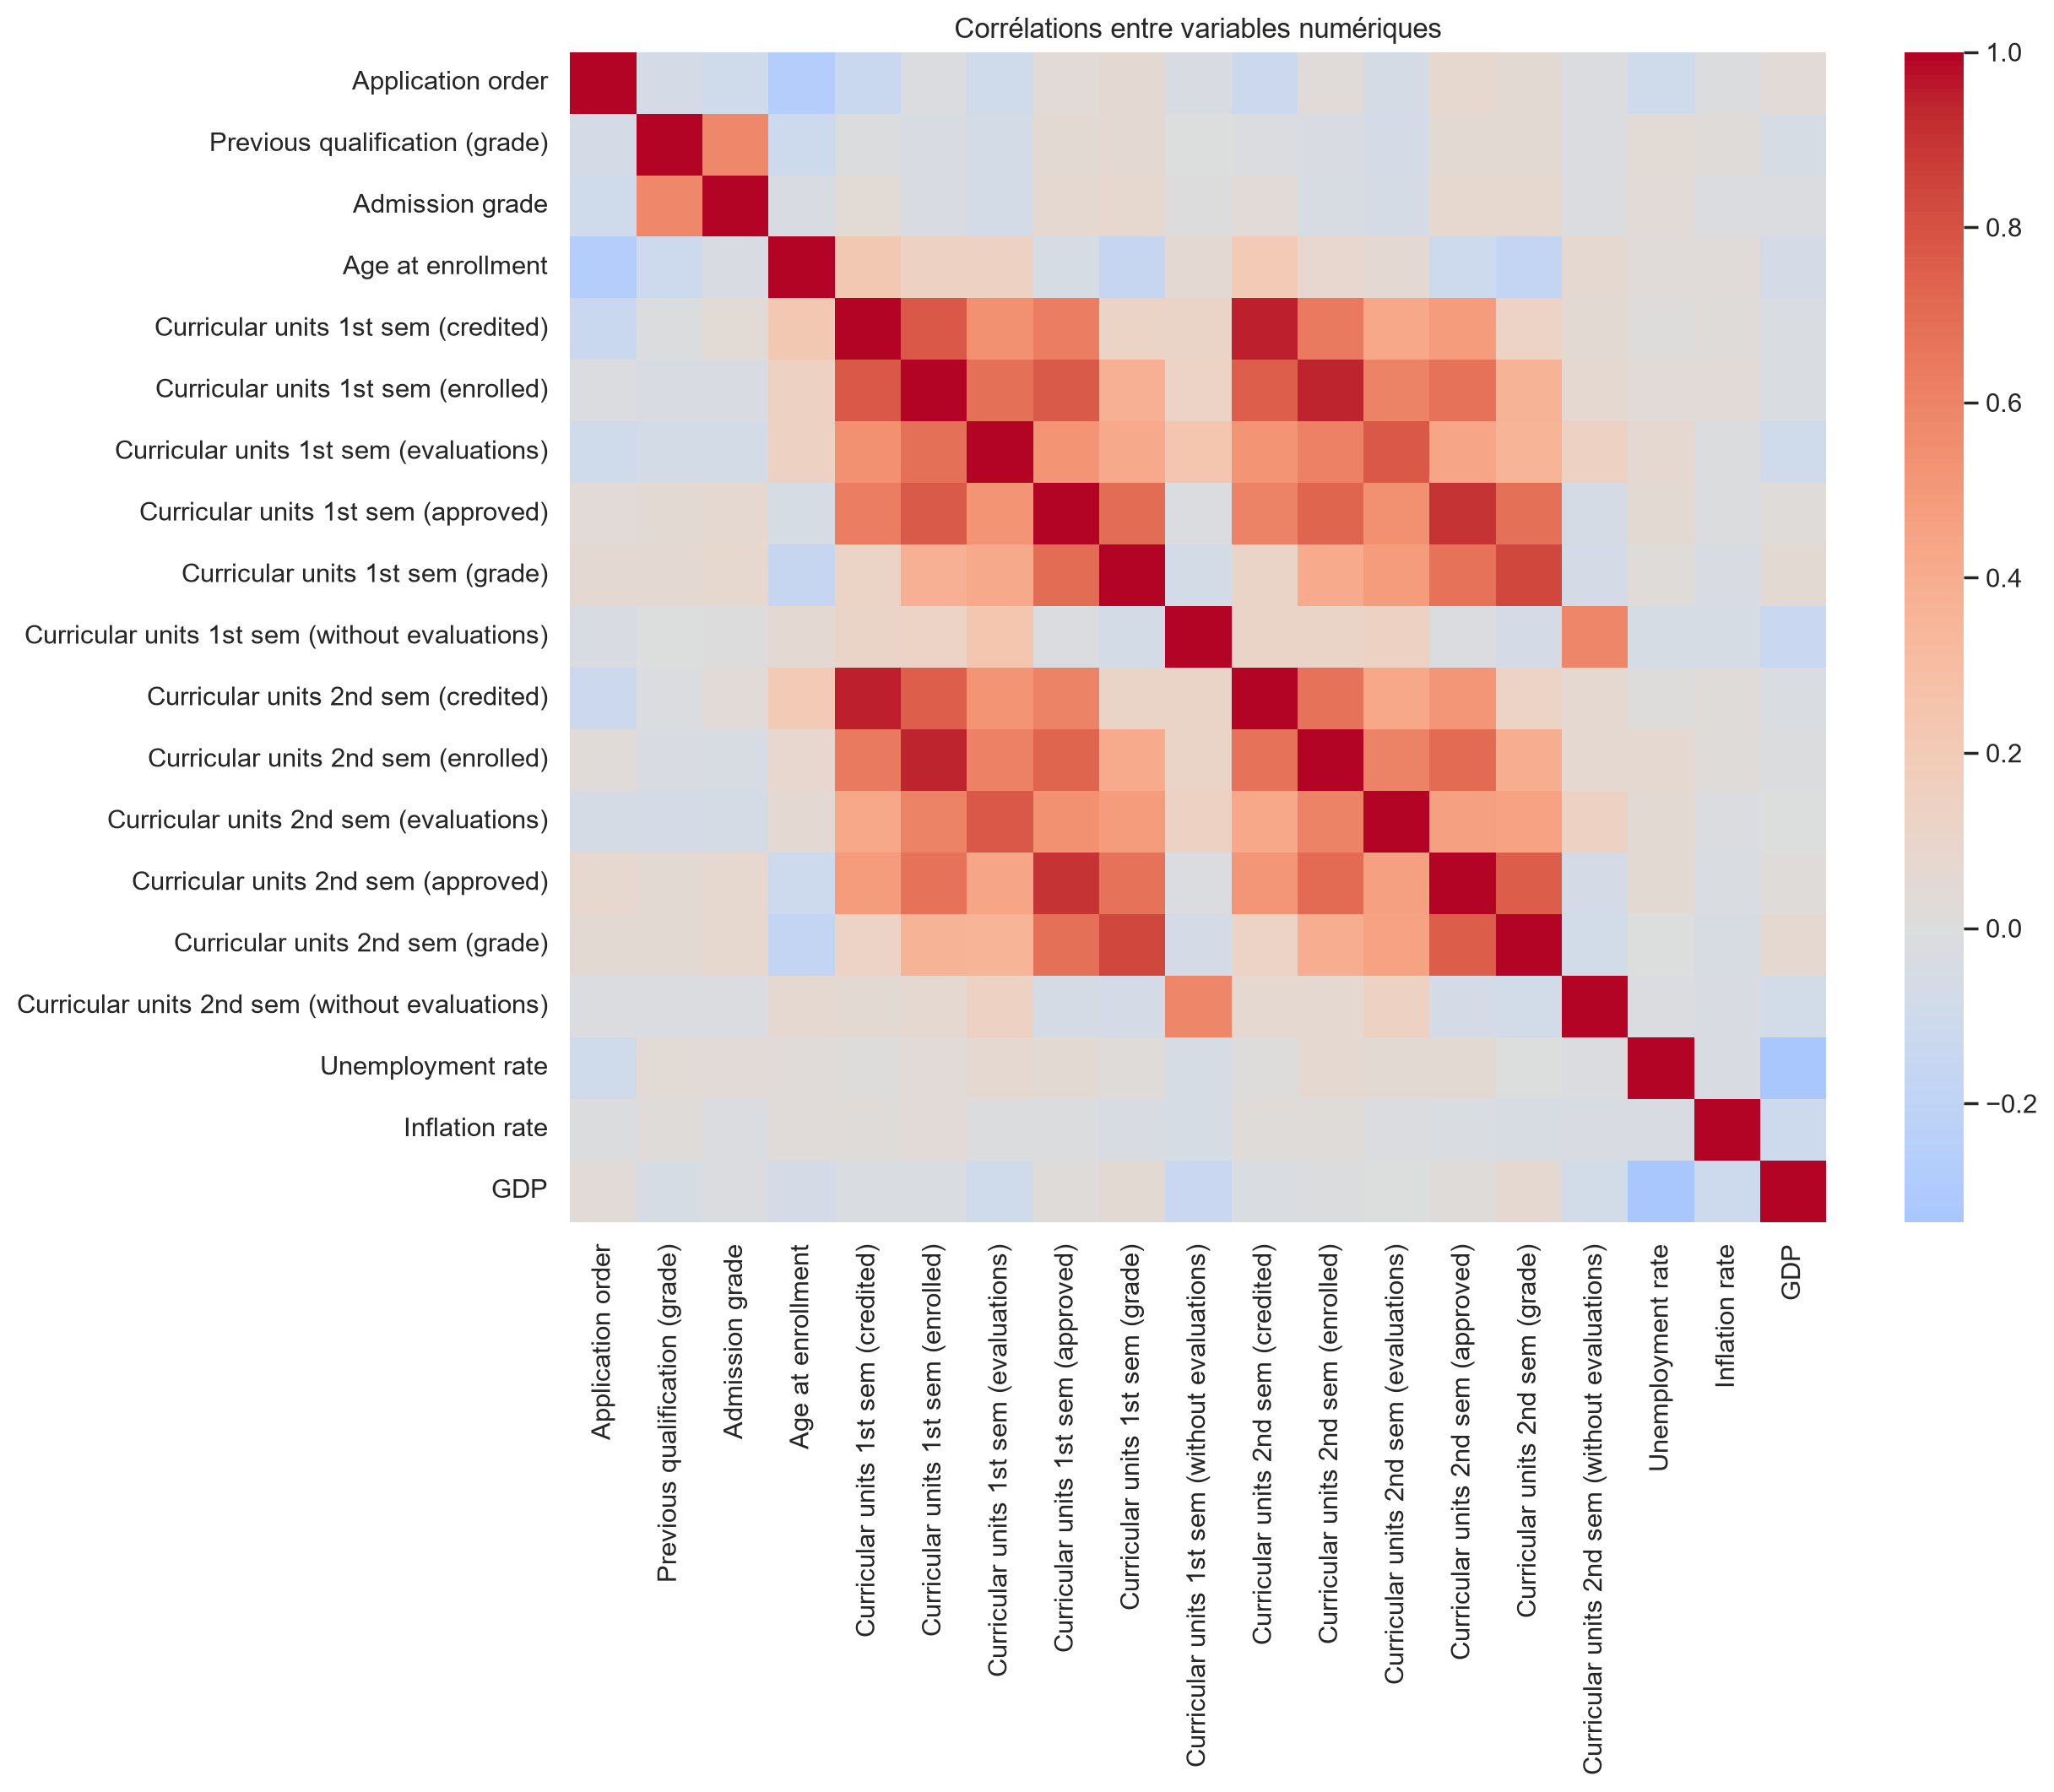 Corrélations entre variables numériques
Application order
Previous qualification (grade)
Admission grade
Age at enrollment
Curricular units 1st sem (credited)
Curricular units 1st sem (enrolled)
Curricular units 1st sem (evaluations)
Curricular units 1st sem (approved)
Curricular units 1st sem (grade)
Curricular units 1st sem (without evaluations)
Curricular units 2nd sem (credited)
Curricular units 2nd sem (enrolled)
Curricular units 2nd sem (evaluations)
Curricular units 2nd sem (approved)
Curricular units 2nd sem (grade)
Curricular units 2nd sem (without evaluations)
Unemployment rate
Inflation rate
GDP
Application order
Previous qualification (grade)
Admission grade
Age at enrollment
Curricular units 1st sem (credited)
Curricular units 1st sem (enrolled)
Curricular units 1st sem (evaluations)
Curricular units 1st sem (approved)
Curricular units 1st sem (grade)
Curricular units 1st sem (without evaluations)
Curricular units 2nd sem (credited)
Curricular units 2nd sem (enrolled)
Curricular units 2nd sem (evaluations)
Curricular units 2nd sem (approved)
Curricular units 2nd sem (grade)
Curricular units 2nd sem (without evaluations)
Unemployment rate
Inflation rate
GDP
1.0
0.8
0.6
0.4
0.2
0.0
−0.2